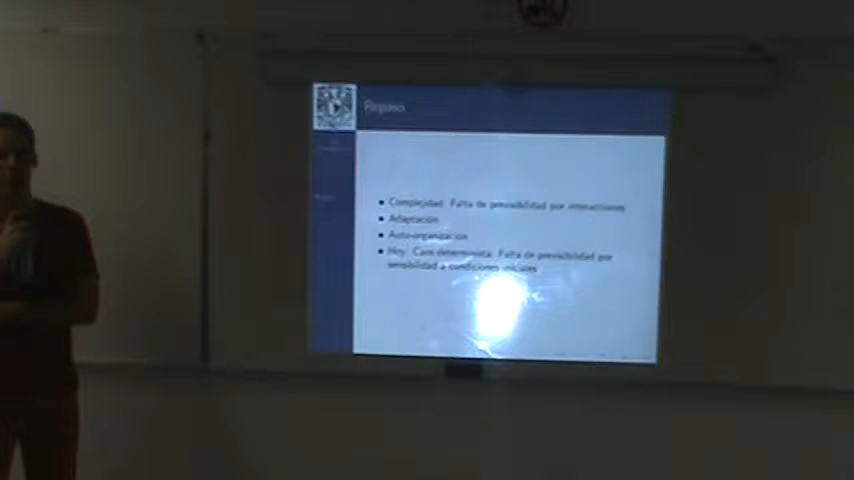 Repaso
Complejidad: Falta de previsibilidad por interacciones
Adaptación
Auto-organización
Hoy: Caos determinista: Falta de previsibilidad por
sensibilidad a condiciones iniciales